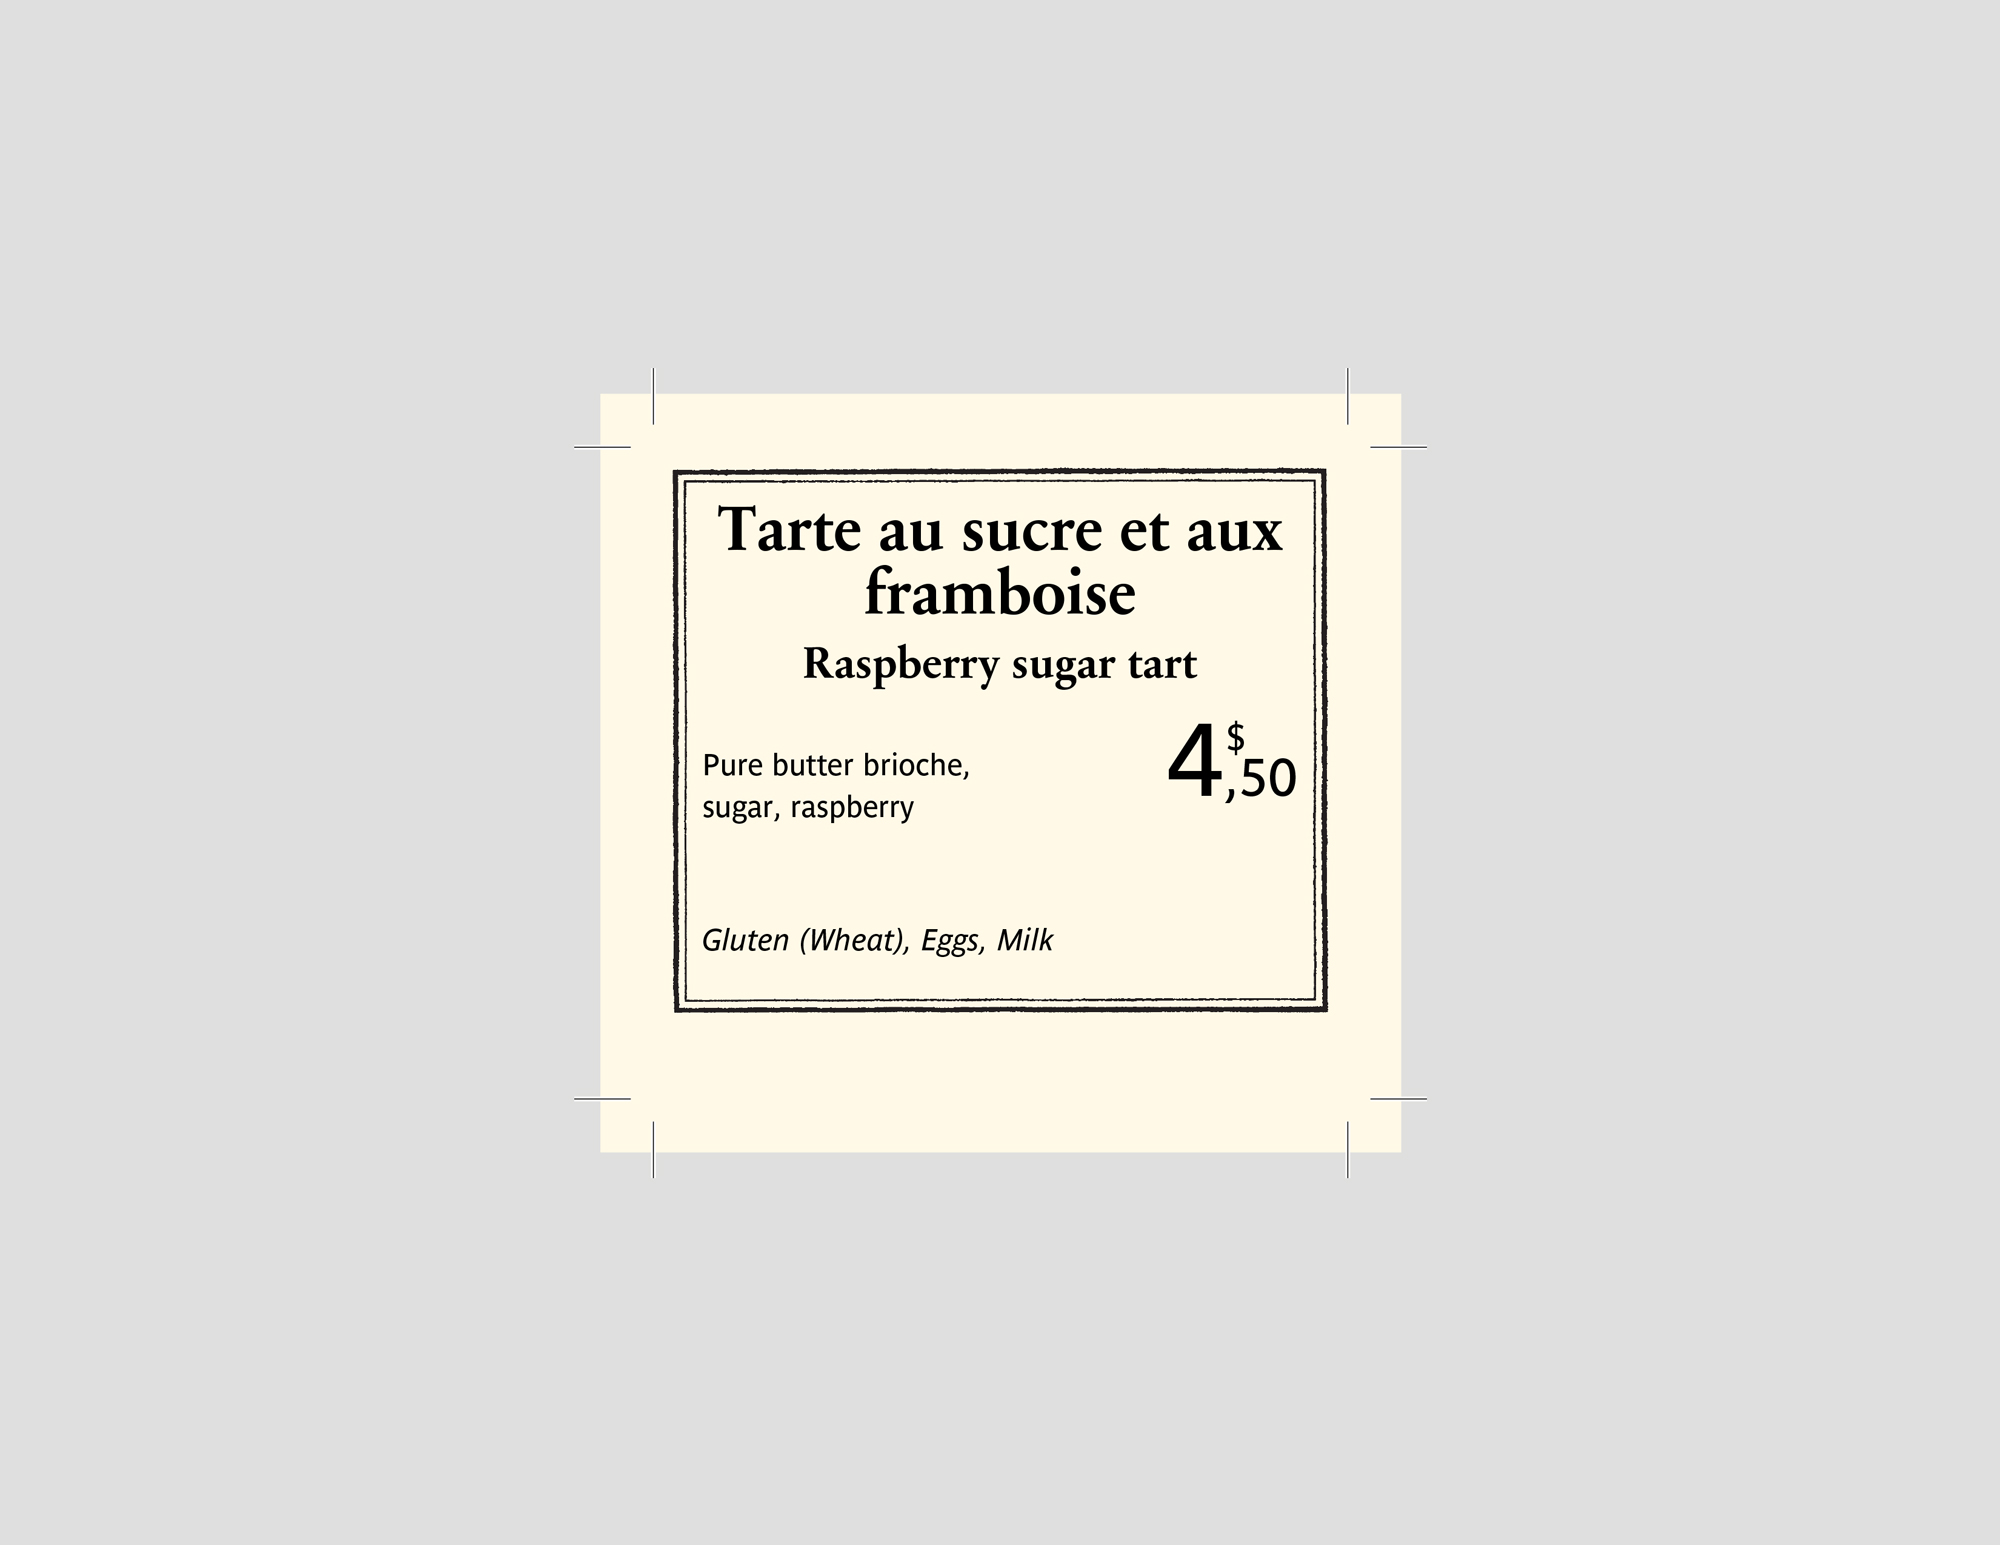 Tarte au sucre et aux
framboise
Raspberry sugar tart
Pure butter brioche,
sugar, raspberry
4$,50
Gluten (Wheat), Eggs, Milk